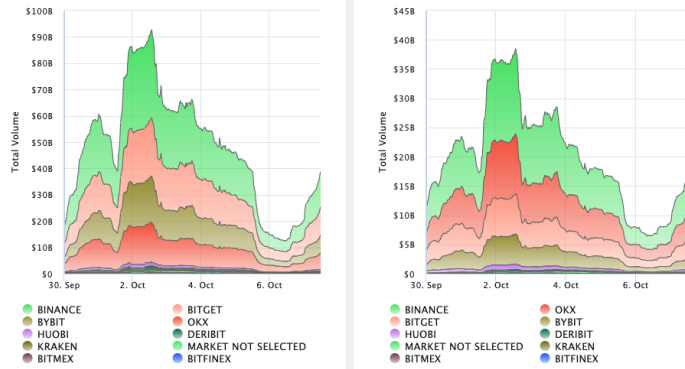 $100B
$90B
$80B
$70B
$60B
$50B
$40B
$30B
$20B
$10B
$0
Total Volume
30. Sep 2. Oct 4. Oct 6. Oct
BINANCE BITGET
BYBIT OKX
HUOBI DERIBIT
KRAKEN MARKET NOT SELECTED
BITMEX BITFINEX
$45B
$40B
$35B
$30B
$25B
$20B
$15B
$10B
$5B
$0
Total Volume
30. Sep 2. Oct 4. Oct 6. Oct
BINANCE OKX
BITGET BYBIT
HUOBI DERIBIT
MARKET NOT SELECTED KRAKEN
BITMEX BITFINEX